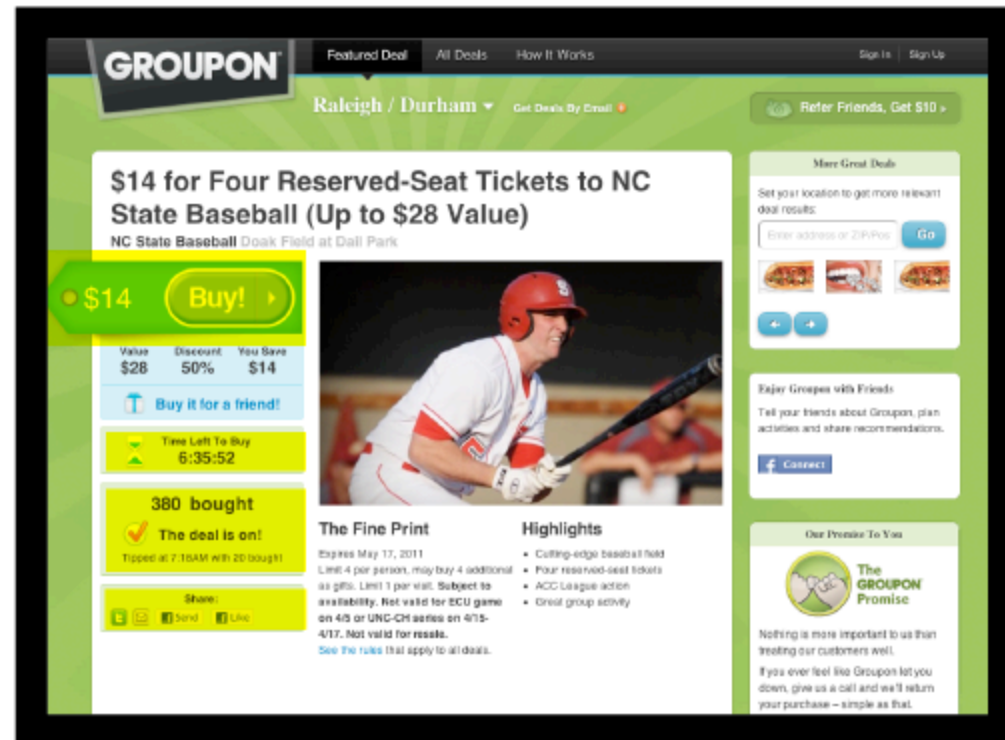 GROUPON
Featured Deal All Deals How It Works
Sign In Sign Up
Raleigh / Durham Get Deals By Email
Refer Friends, Get $10 »
$14 for Four Reserved-Seat Tickets to NC
State Baseball (Up to $28 Value)
NC State Baseball Doak Field at Dail Park
$14 Buy!
Value Discount You Save
$28 50% $14
Buy it for a friend!
Time Left To Buy
6:35:52
380 bought
The deal is on!
Tipped at 7:16AM with 20 bought
Share:
Send Like
S
The Fine Print
Expires May 17, 2011
Limit 4 per person, may buy 4 additional
as gifts. Limit 1 per visit. Subject to
availability. Not valid for ECU game
on 4/5 or UNC-CH series on 4/15-
4/17. Not valid for resale.
See the rules that apply to all deals.
Highlights
• Cutting-edge baseball field
• Four reserved-seat tickets
• ACC League action
• Great group activity
More Great Deals
Set your location to get more relevant
deal results:
Enter address or ZIP/Pos Go
Enjoy Groupon with Friends
Tell your friends about Groupon, plan
activities and share recommendations.
f Connect
Our Promise To You
The
GROUPON
Promise
Nothing is more important to us than
treating our customers well.
If you ever feel like Groupon let you
down, give us a call and we'll return
your purchase – simple as that.